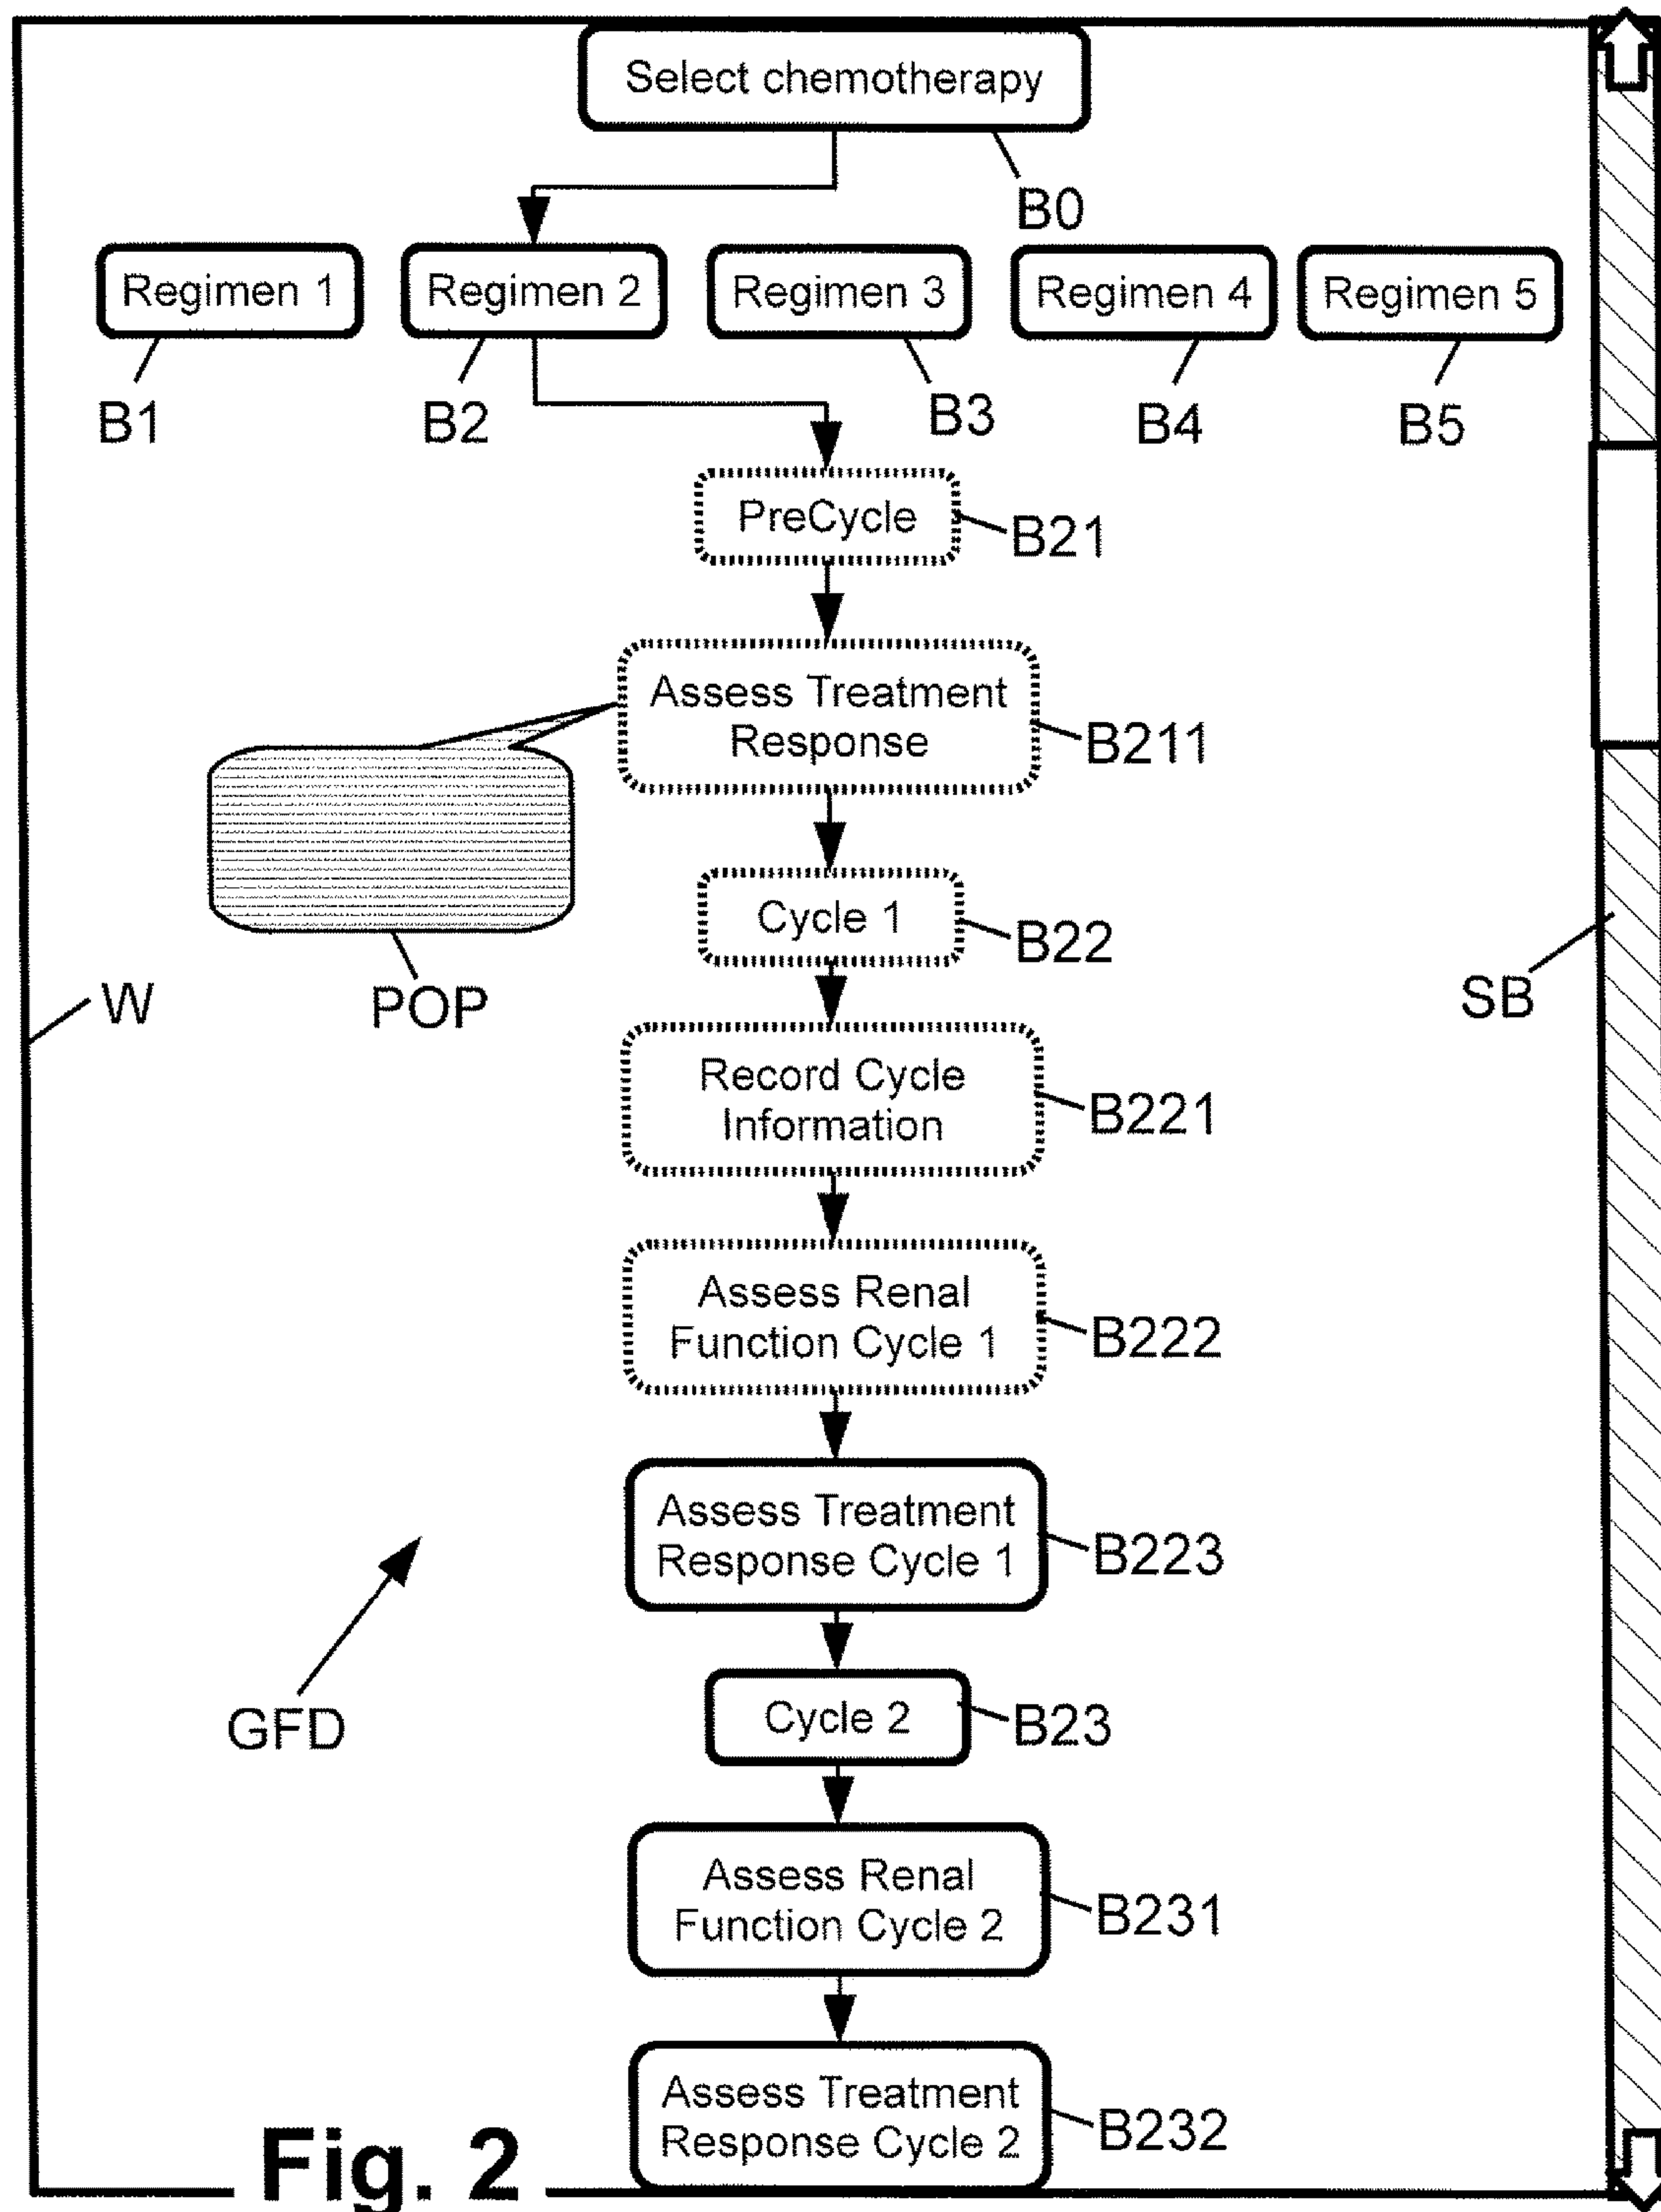 Select chemotherapy
B0
Regimen 1
Regimen 2
Regimen 3
Regimen 4
Regimen 5
B1
B2
B3
B4
B5
PreCycle
B21
Assess Treatment
Response
B211
Cycle 1
B22
POP
W
SB
Record Cycle
Information
B221
Assess Renal
Function Cycle 1
B222
Assess Treatment
Response Cycle 1
B223
GFD
Cycle 2
B23
Assess Renal
Function Cycle 2
B231
Assess Treatment
Response Cycle 2
B232
Fig. 2